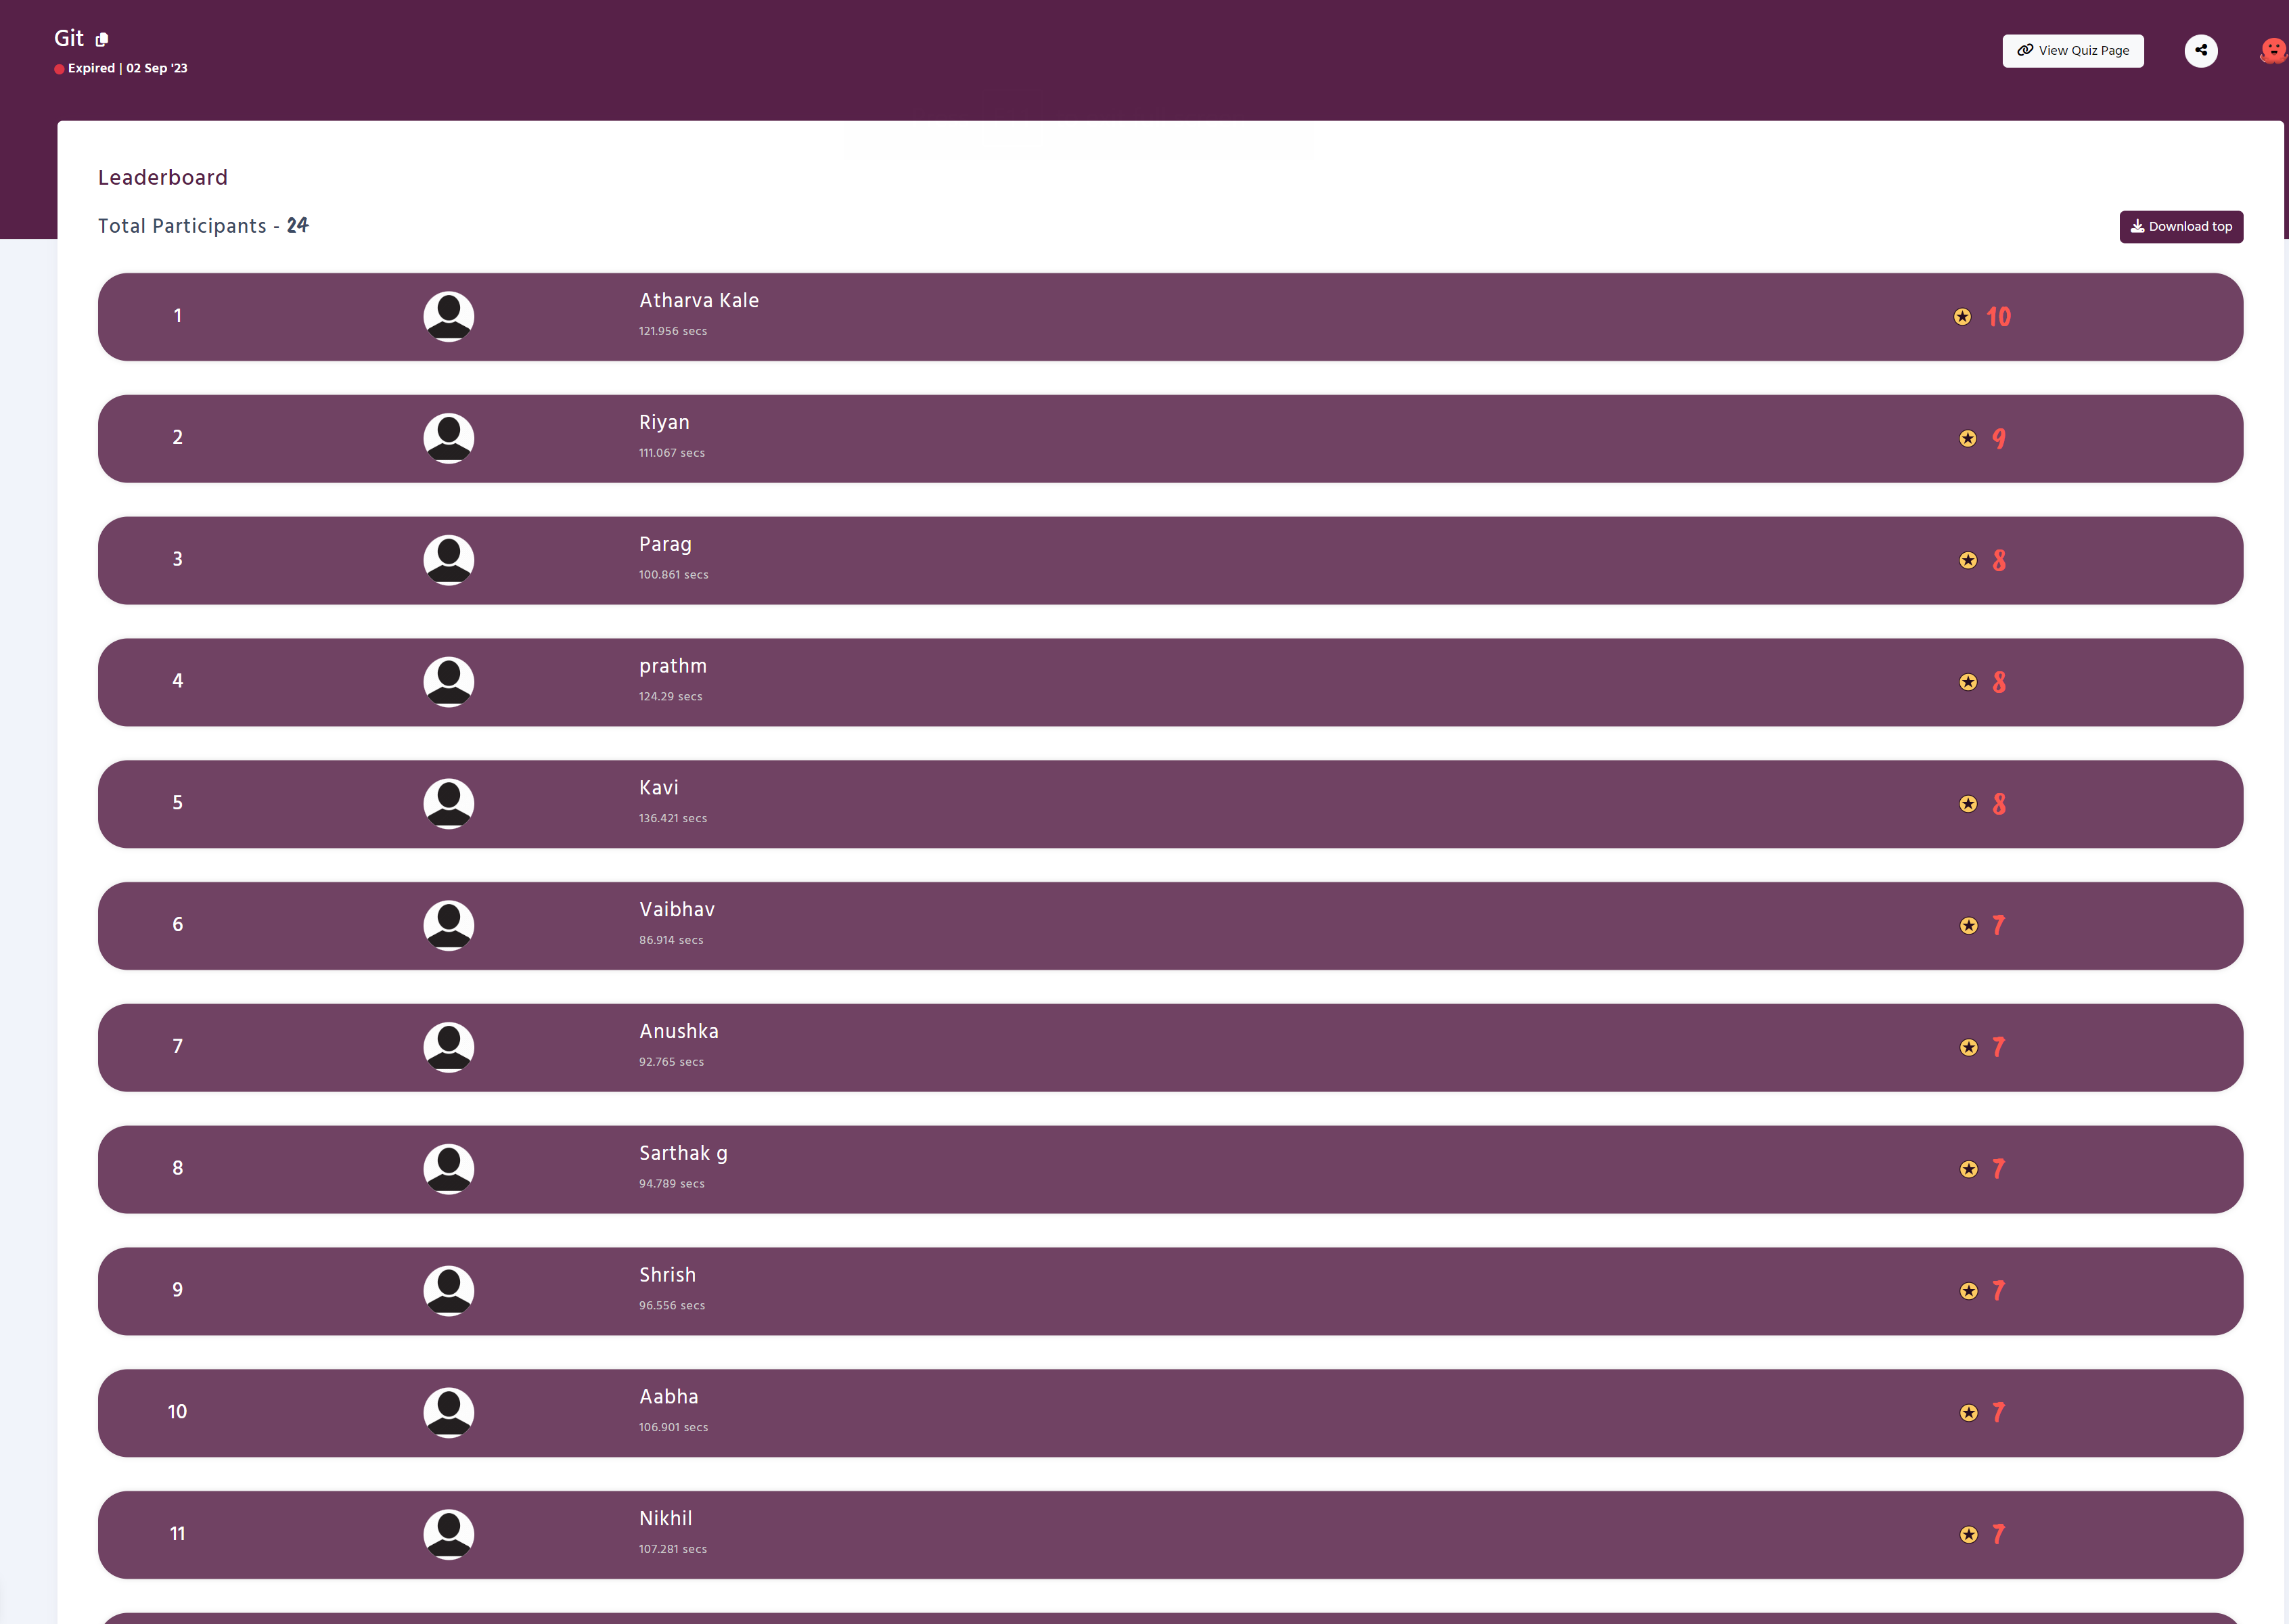 Git
Expired | 02 Sep '23
View Quiz Page
Leaderboard
Total Participants - 24
Download top
1
Atharva Kale
121.956 secs
10
2
Riyan
111.067 secs
9
3
Parag
100.861 secs
8
4
prathm
124.29 secs
8
5
Kavi
136.421 secs
8
6
Vaibhav
86.914 secs
7
7
Anushka
92.765 secs
7
8
Sarthak g
94.789 secs
7
9
Shrish
96.556 secs
7
10
Aabha
106.901 secs
7
11
Nikhil
107.281 secs
7